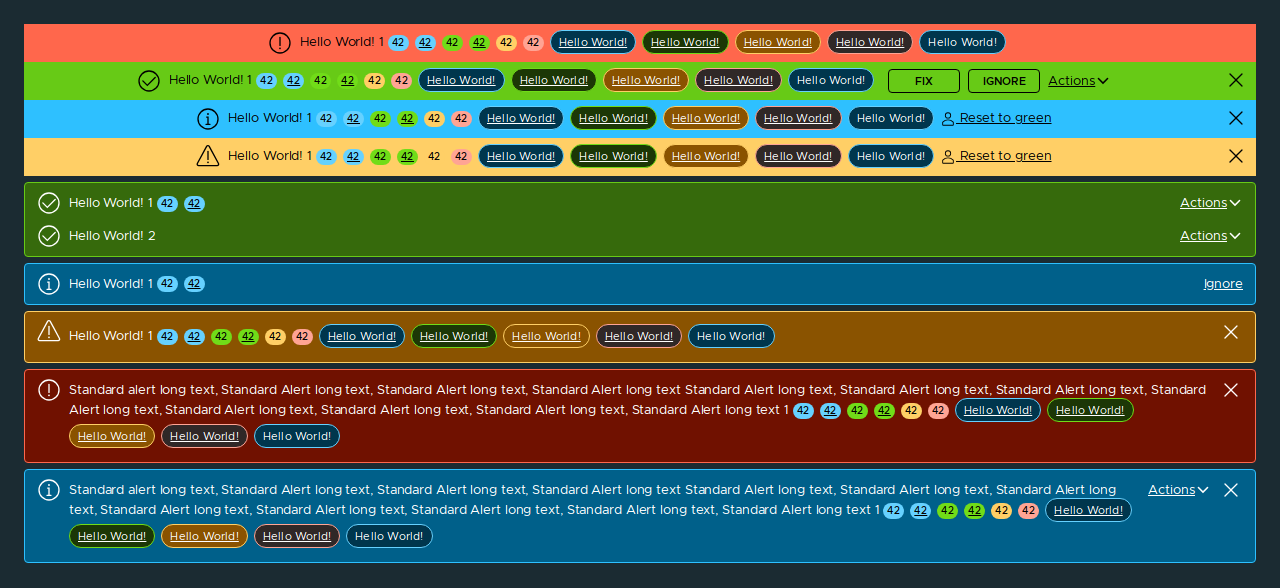 Hello World! 1 42 42 42 42 42 42 Hello World! Hello World! Hello World! Hello World! Hello World!
Hello World! 1 42 42 42 42 42 42 Hello World! Hello World! Hello World! Hello World! Hello World! FIX IGNORE Actions
Hello World! 1 42 42 42 42 42 42 Hello World! Hello World! Hello World! Hello World! Hello World! Reset to green
Hello World! 1 42 42 42 42 42 42 Hello World! Hello World! Hello World! Hello World! Hello World! Reset to green
Hello World! 1 42 42 Actions
Hello World! 2 Actions
Hello World! 1 42 42 Ignore
Hello World! 1 42 42 42 42 42 42 Hello World! Hello World! Hello World! Hello World! Hello World!
Standard alert long text, Standard Alert long text, Standard Alert long text, Standard Alert long text Standard Alert long text, Standard Alert long text, Standard Alert long text, Standard
Alert long text, Standard Alert long text, Standard Alert long text, Standard Alert long text, Standard Alert long text 1 42 42 42 42 42 42 Hello World! Hello World!
Hello World! Hello World! Hello World!
Standard alert long text, Standard Alert long text, Standard Alert long text, Standard Alert long text Standard Alert long text, Standard Alert long text, Standard Alert long Actions
text, Standard Alert long text, Standard Alert long text, Standard Alert long text, Standard Alert long text, Standard Alert long text 1 42 42 42 42 42 42 Hello World!
Hello World! Hello World! Hello World! Hello World!